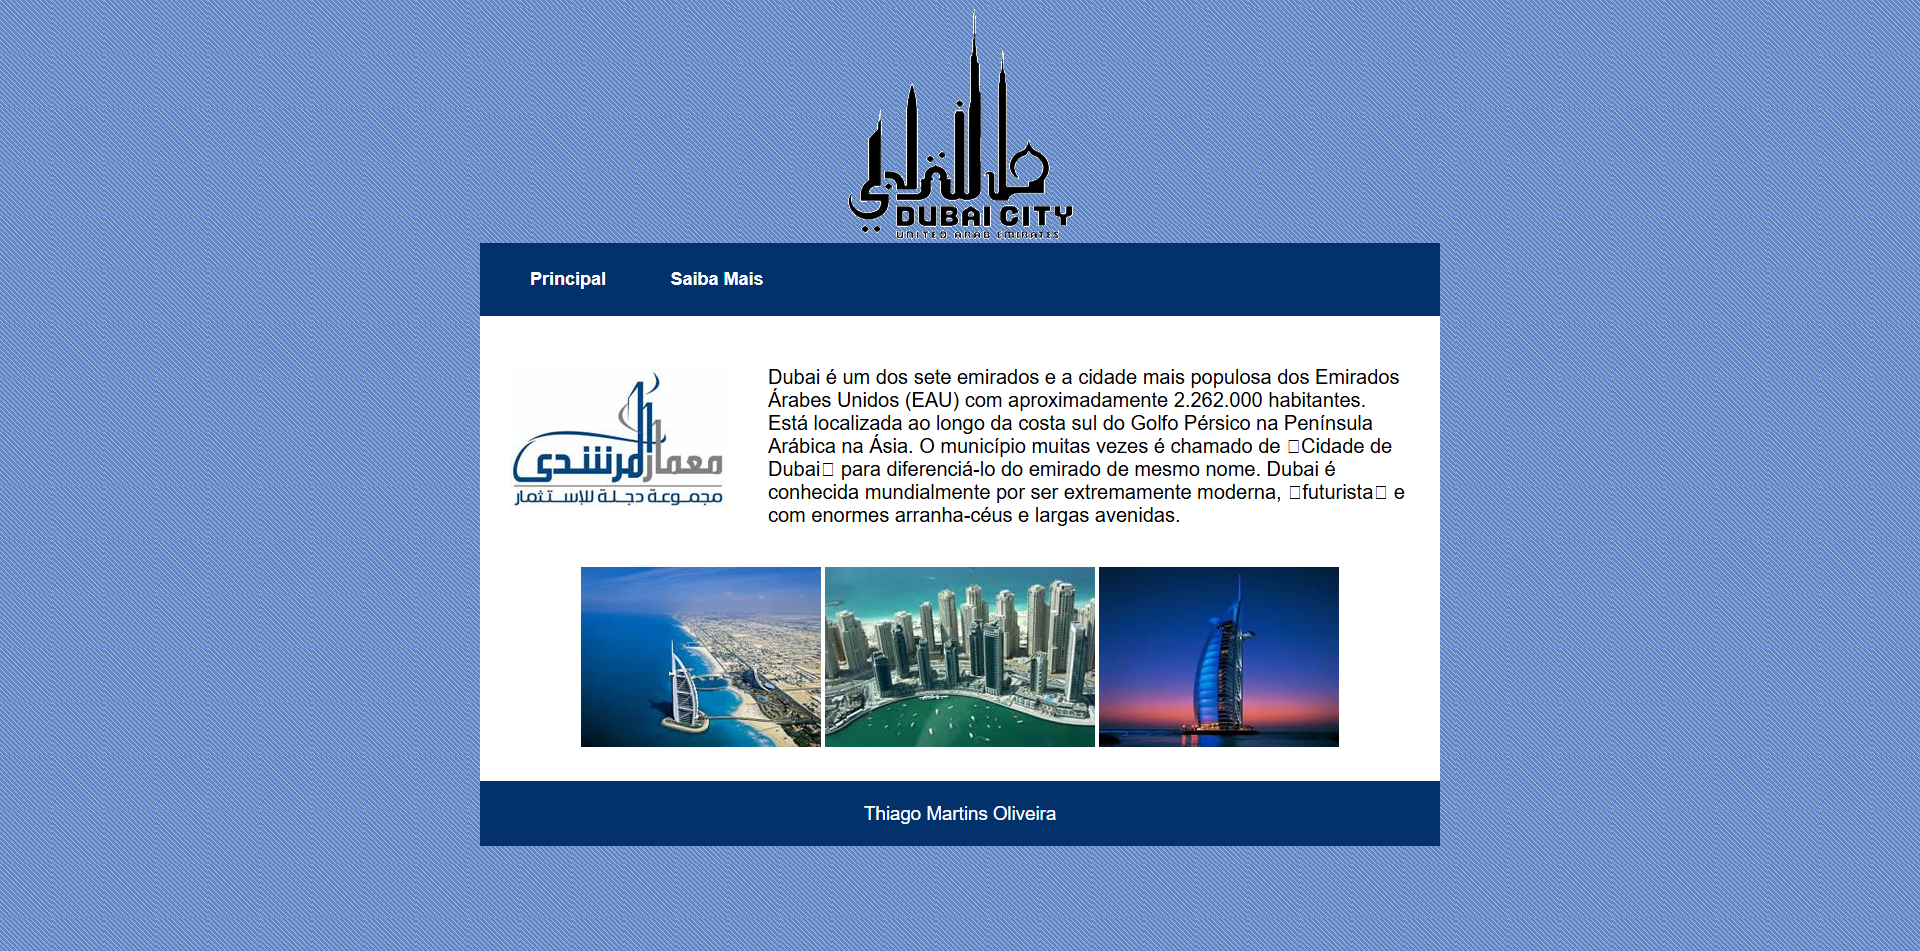 DUBAI CITY
UNITED ARAB EMIRATES
Principal
Saiba Mais
معمار المرشدي
مجموعة دجلة للإستثمار
Dubai é um dos sete emirados e a cidade mais populosa dos Emirados
Árabes Unidos (EAU) com aproximadamente 2.262.000 habitantes.
Está localizada ao longo da costa sul do Golfo Pérsico na Península
Arábica na Ásia. O município muitas vezes é chamado de Cidade de
Dubai para diferenciá-lo do emirado de mesmo nome. Dubai é
conhecida mundialmente por ser extremamente moderna, futurista e
com enormes arranha-céus e largas avenidas.
Thiago Martins Oliveira